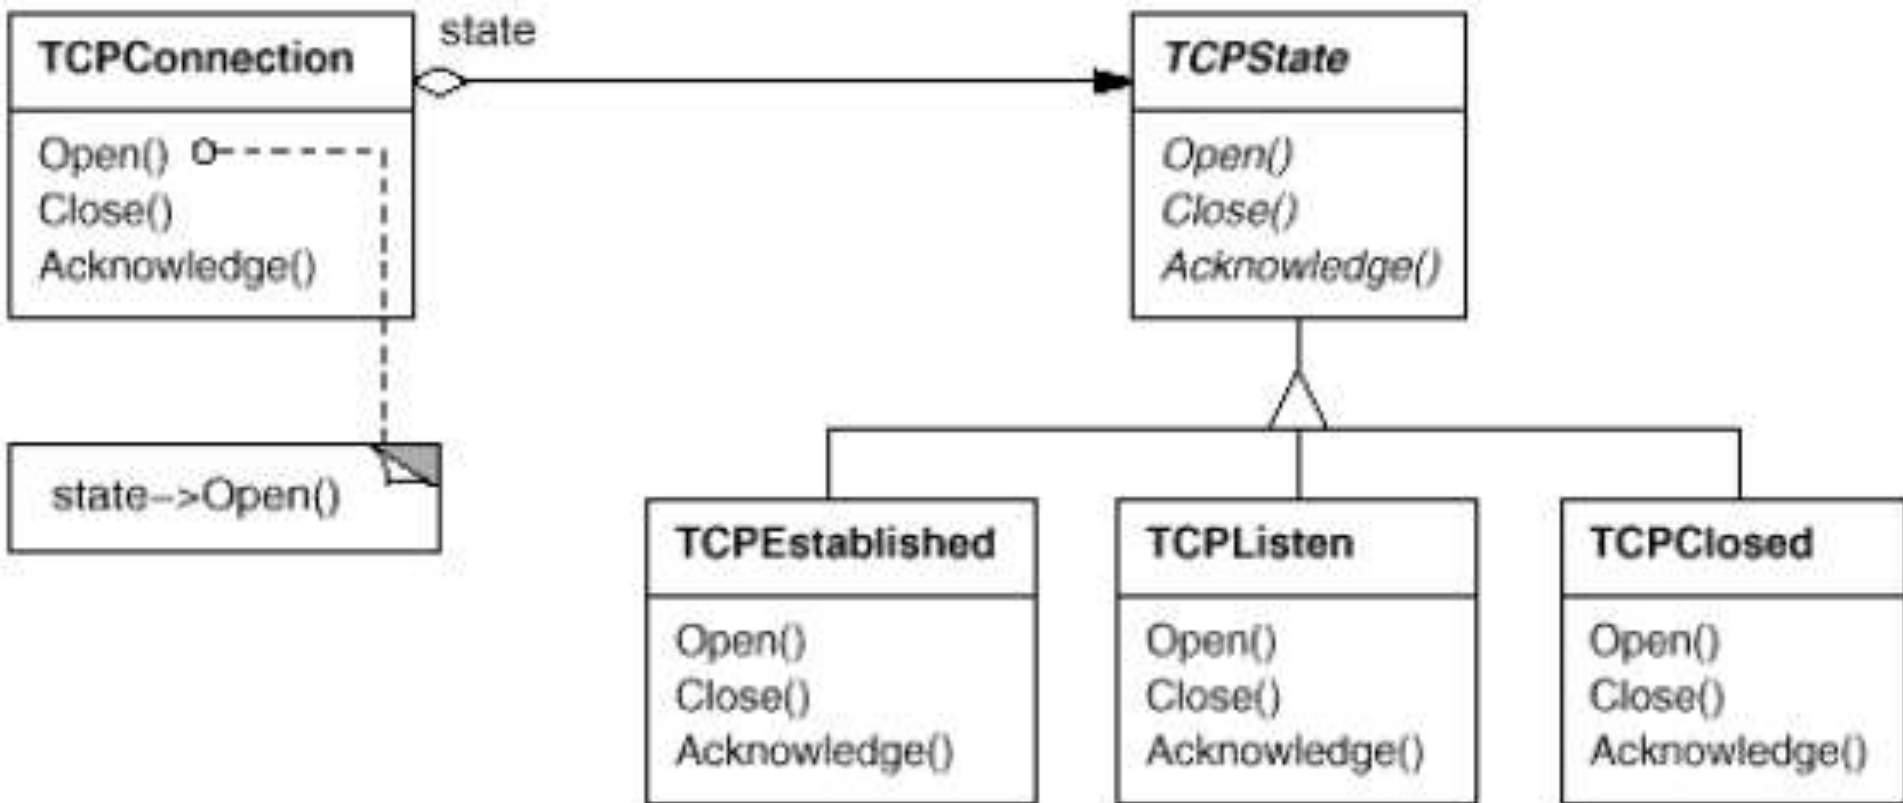 TCPConnection
Open()
Close()
Acknowledge()
state
TCPState
Open()
Close()
Acknowledge()
state–>Open()
TCPEstablished
Open()
Close()
Acknowledge()
TCPListen
Open()
Close()
Acknowledge()
TCPClosed
Open()
Close()
Acknowledge()